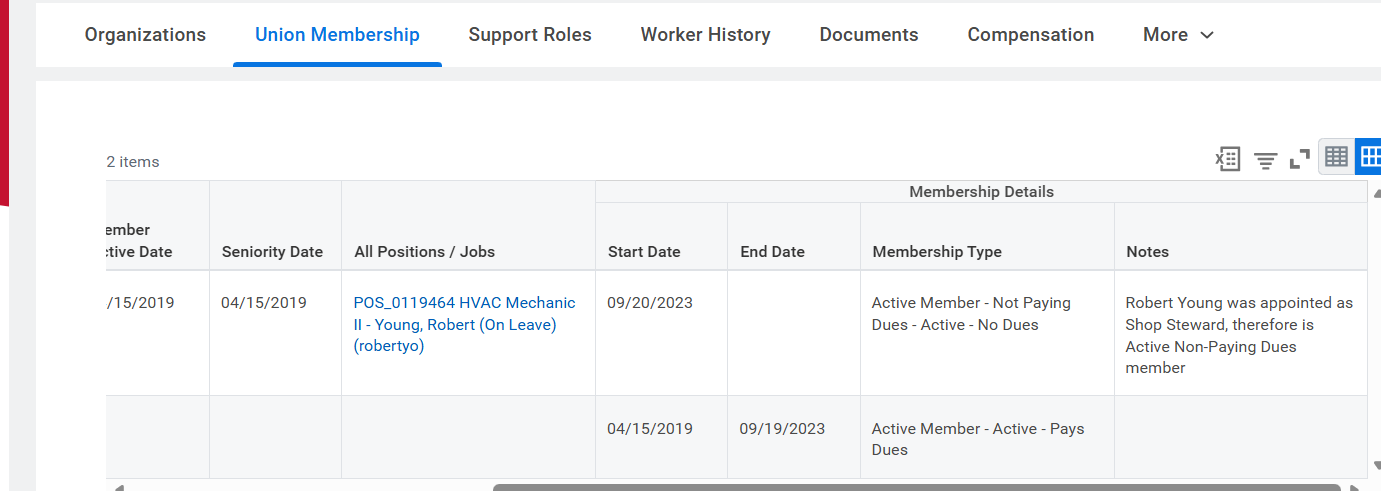 Organizations Union Membership Support Roles Worker History Documents Compensation More
2 items
Membership Details
ember
ctive Date Seniority Date All Positions / Jobs Start Date End Date Membership Type Notes
/15/2019 04/15/2019 POS_0119464 HVAC Mechanic 09/20/2023 Active Member - Not Paying Robert Young was appointed as
II - Young, Robert (On Leave) Dues - Active - No Dues Shop Steward, therefore is
(robertyo) Active Non-Paying Dues
member
04/15/2019 09/19/2023 Active Member - Active - Pays
Dues